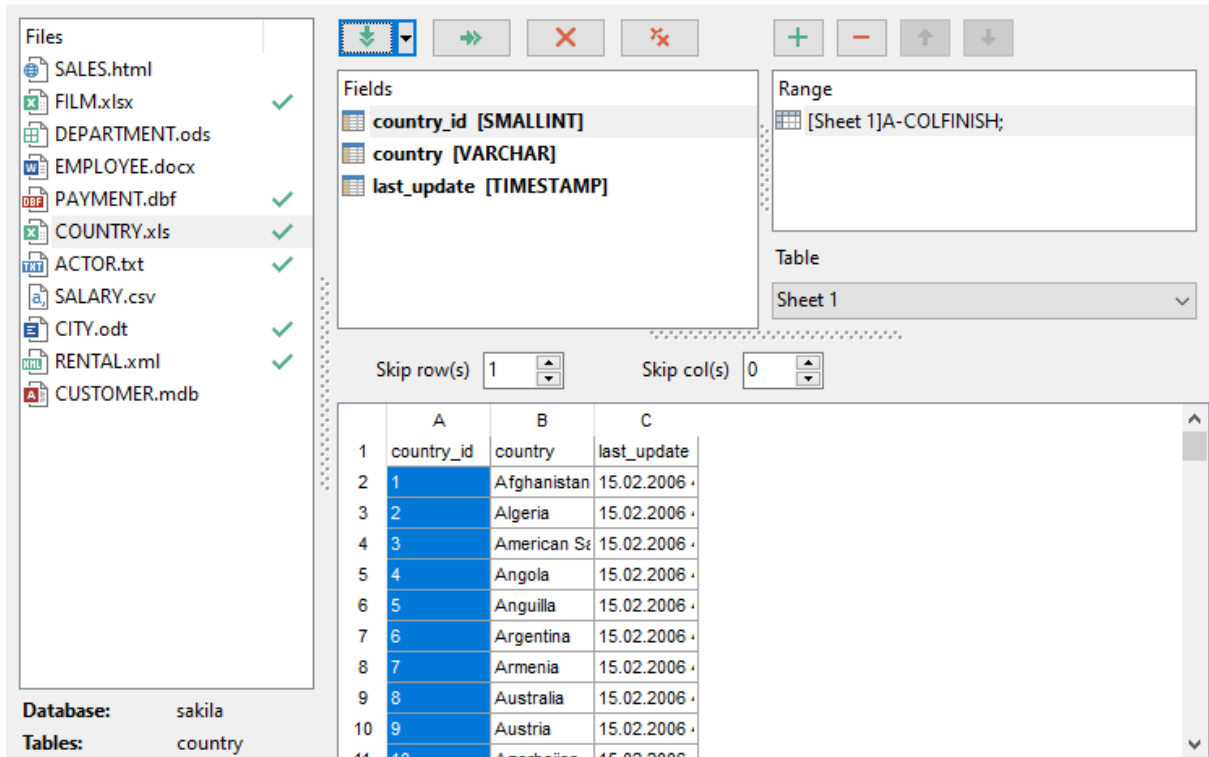 Files
SALES.html
FILM.xlsx
DEPARTMENT.ods
EMPLOYEE.docx
PAYMENT.dbf
COUNTRY.xls
ACTOR.txt
SALARY.csv
CITY.odt
RENTAL.xml
CUSTOMER.mdb
Database: sakila
Tables: country
Fields
country_id [SMALLINT]
country [VARCHAR]
last_update [TIMESTAMP]
Range
[Sheet 1]A-COLFINISH;
Table
Sheet 1
Skip row(s) 1 Skip col(s) 0
A B C
1 country_id country last_update
2 1 Afghanistan 15.02.2006
3 2 Algeria 15.02.2006
4 3 American 15.02.2006
5 4 Angola 15.02.2006
6 5 Anguilla 15.02.2006
7 6 Argentina 15.02.2006
8 7 Armenia 15.02.2006
9 8 Australia 15.02.2006
10 9 Austria 15.02.2006